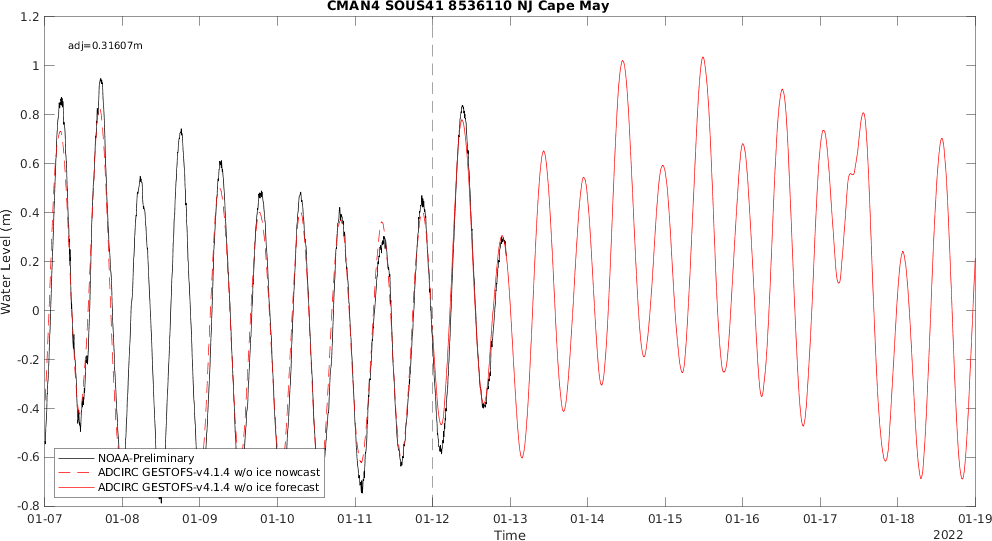 CMAN4 SOUS41 8536110 NJ Cape May
adj=0.31607m
Water Level (m)
1.2
1
0.8
0.6
0.4
0.2
0
-0.2
-0.4
-0.6
-0.8
NOAA-Preliminary
ADCIRC GESTOFS-v4.1.4 w/o ice nowcast
ADCIRC GESTOFS-v4.1.4 w/o ice forecast
01-07 01-08 01-09 01-10 01-11 01-12 01-13 01-14 01-15 01-16 01-17 01-18 01-19
Time
2022